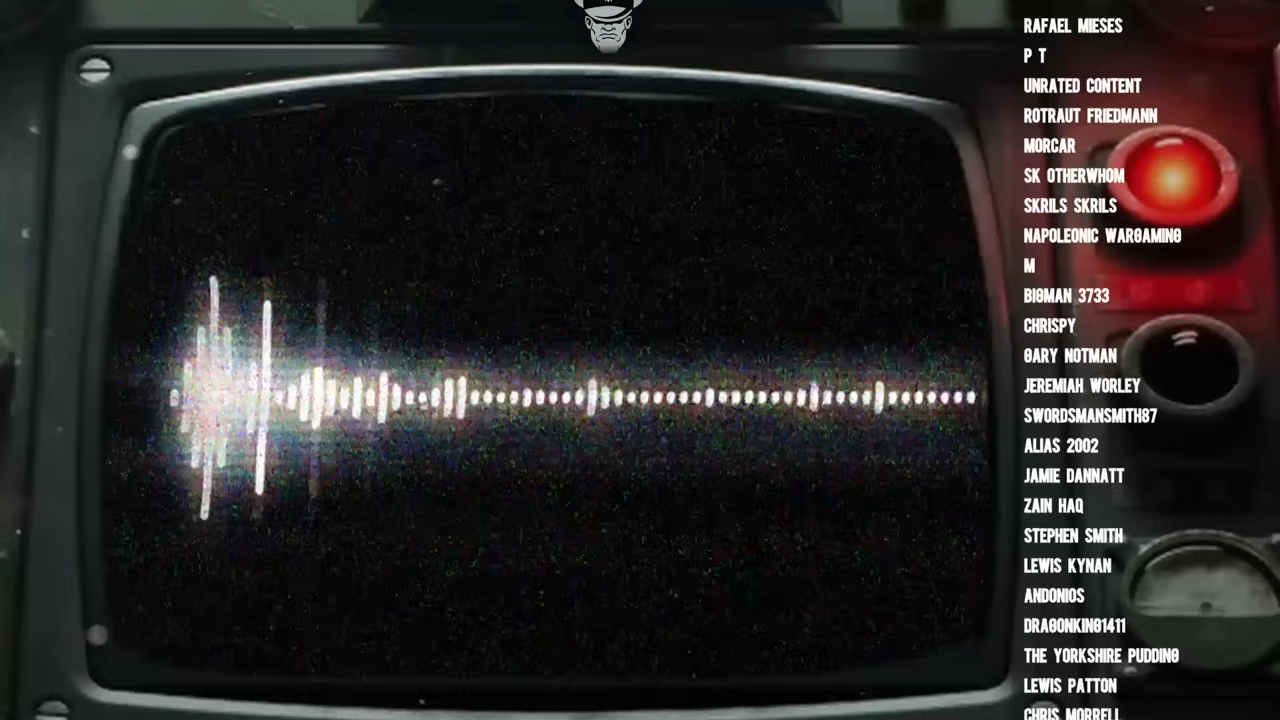 RAFAEL MIESES
P T
UNRATED CONTENT
ROTRAUT FRIEDMANN
MORCAR
SK OTHERWHOM
SKRILS SKRILS
NAPOLEONIC WARGAMING
M
BIGMAN 3733
CHRISPY
GARY NOTMAN
JEREMIAH WORLEY
SWORDSMANSMITH87
ALIAS 2002
JAMIE DANNATT
ZAIN HAQ
STEPHEN SMITH
LEWIS KYNAN
ANDONIOS
DRAGONKING1411
THE YORKSHIRE PUDDING
LEWIS PATTON
CHRIS MORRELL